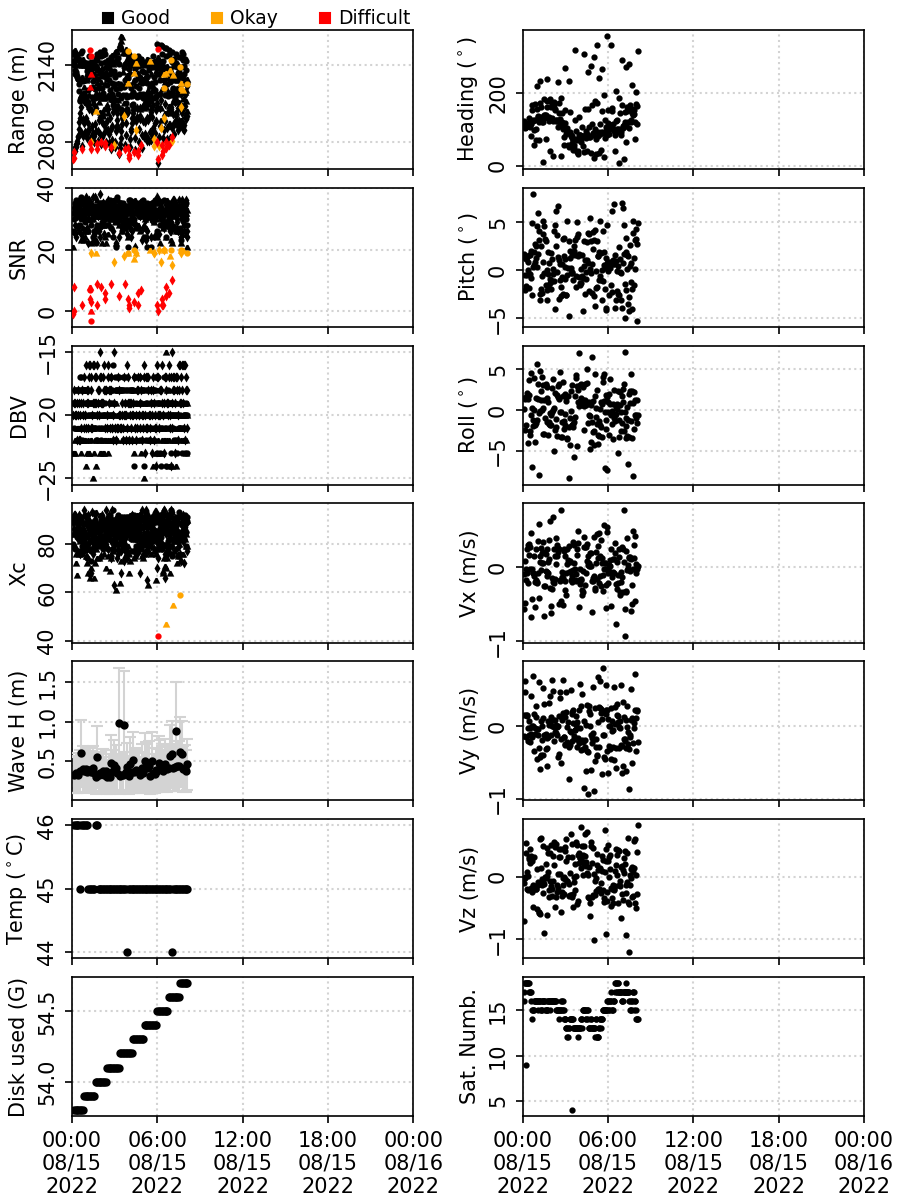 Good Okay Difficult
Range (m)
2140
2080
Heading (°)
200
0
SNR
40
20
0
Pitch (°)
5
0
−5
DBV
−15
−20
−25
Roll (°)
5
0
−5
Xc
80
60
40
Vx (m/s)
0
−1
Wave H (m)
1.5
1.0
0.5
Vy (m/s)
0
−1
Temp (°C)
46
45
44
Vz (m/s)
0
−1
Disk used (G)
54.5
54.0
Sat. Numb.
15
10
5
00:00 06:00 12:00 18:00 00:00
08/15 08/15 08/15 08/15 08/16
2022 2022 2022 2022 2022
00:00 06:00 12:00 18:00 00:00
08/15 08/15 08/15 08/15 08/16
2022 2022 2022 2022 2022